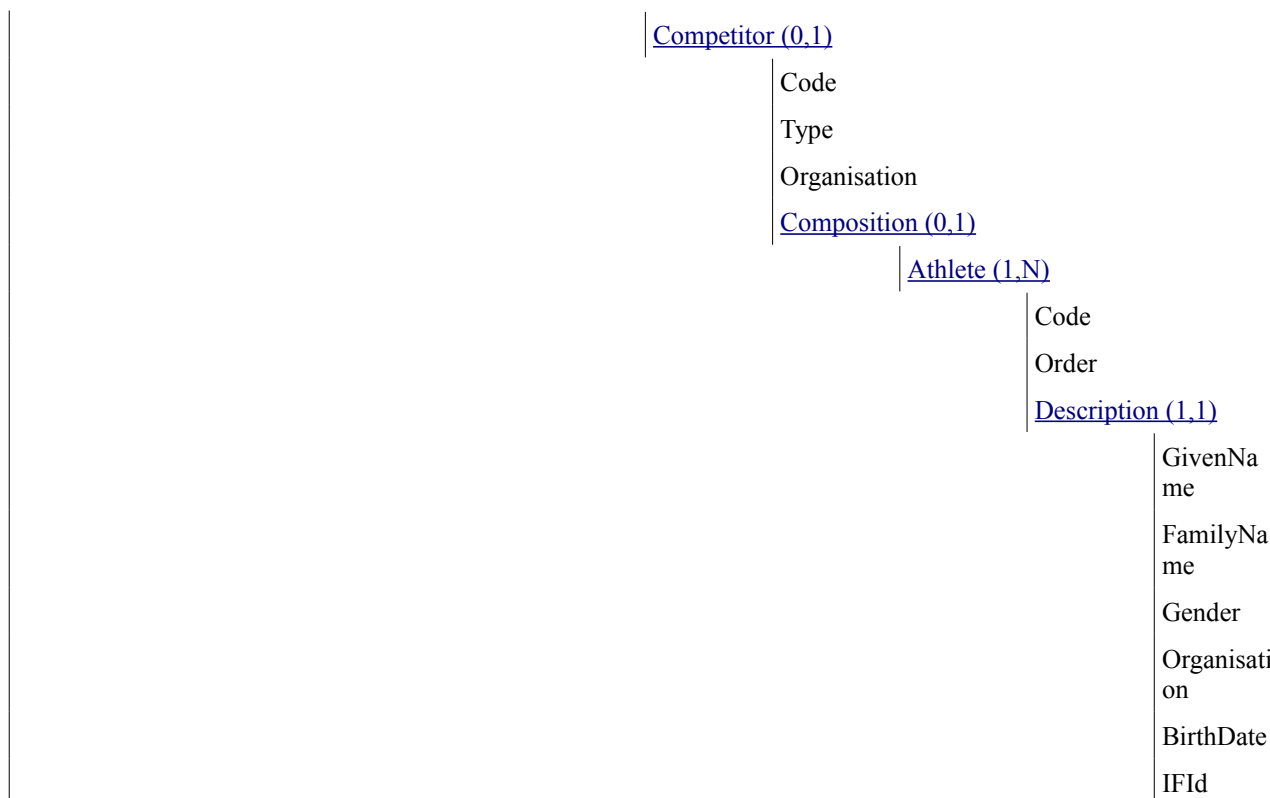 Competitor (0,1)
Code
Type
Organisation
Composition (0,1)
Athlete (1,N)
Code
Order
Description (1,1)
GivenNa
me
FamilyNa
me
Gender
Organisati
on
BirthDate
IFId